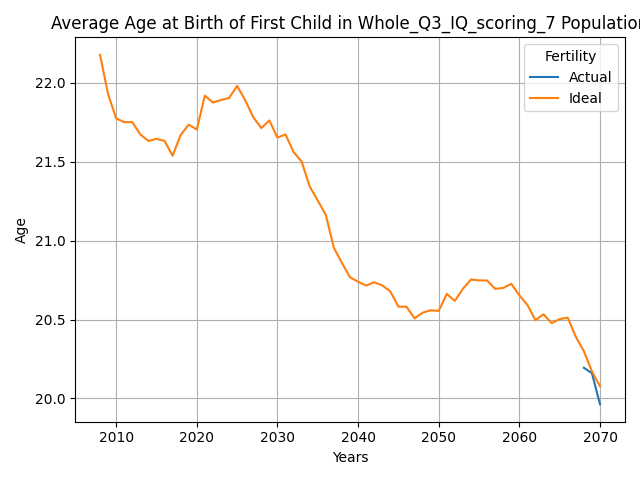 Average Age at Birth of First Child in Whole_Q3_IQ_scoring_7 Population
Fertility
Actual
Ideal
22.0
21.5
21.0
20.5
20.0
Age
2010 2020 2030 2040 2050 2060 2070
Years